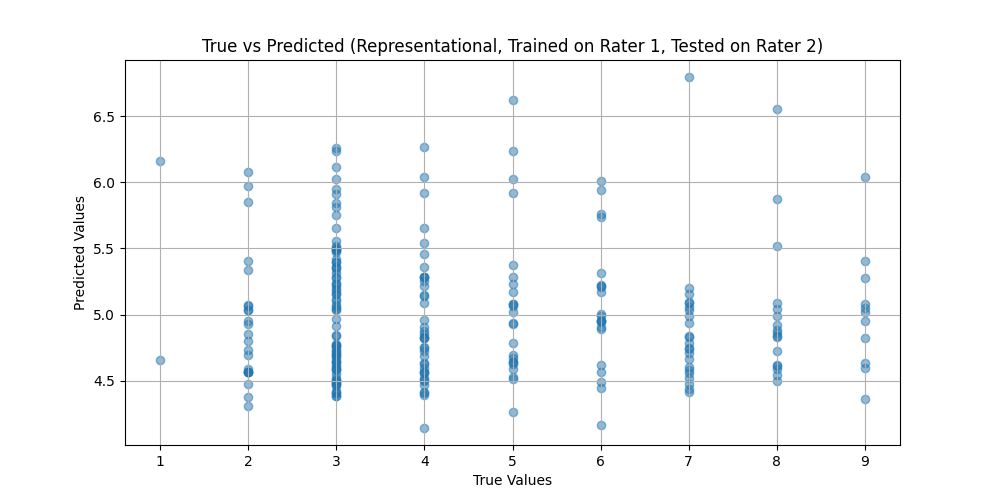 True vs Predicted (Representational, Trained on Rater 1, Tested on Rater 2)
Predicted Values
6.5
6.0
5.5
5.0
4.5
1 2 3 4 5 6 7 8 9
True Values